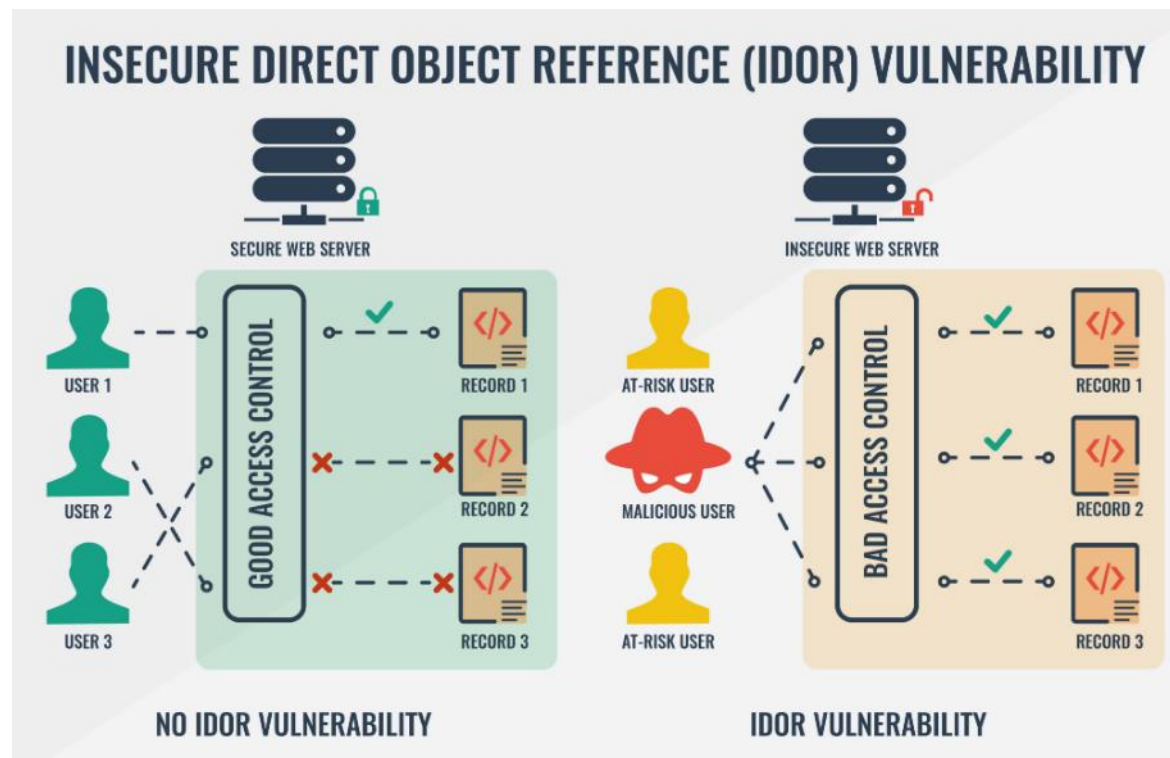 INSECURE DIRECT OBJECT REFERENCE (IDOR) VULNERABILITY
SECURE WEB SERVER
USER 1
USER 2
USER 3
GOOD ACCESS CONTROL
</>
RECORD 1
</>
RECORD 2
</>
RECORD 3
NO IDOR VULNERABILITY
INSECURE WEB SERVER
AT-RISK USER
MALICIOUS USER
AT-RISK USER
BAD ACCESS CONTROL
</>
RECORD 1
</>
RECORD 2
</>
RECORD 3
IDOR VULNERABILITY